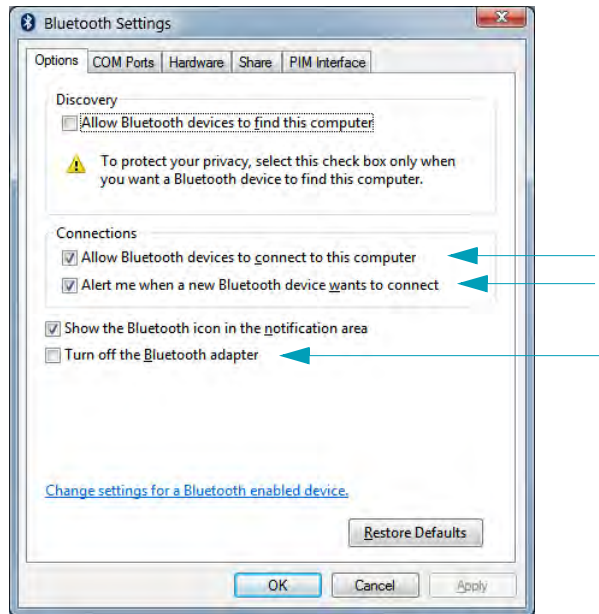 Bluetooth Settings
Options COM Ports Hardware Share PIM Interface
Discovery
Allow Bluetooth devices to find this computer
To protect your privacy, select this check box only when
you want a Bluetooth device to find this computer.
Connections
Allow Bluetooth devices to connect to this computer
Alert me when a new Bluetooth device wants to connect
Show the Bluetooth icon in the notification area
Turn off the Bluetooth adapter
Change settings for a Bluetooth enabled device.
Restore Defaults
OK Cancel Apply